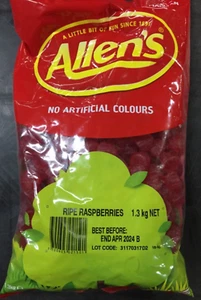 A LITTLE BIT OF FUN SINCE 1891
Allen's
NO ARTIFICIAL COLOURS
RIPE RASPBERRIES 1.3 kg NET
BEST BEFORE:
END APR 2024 B
LOT CODE: 3117031702